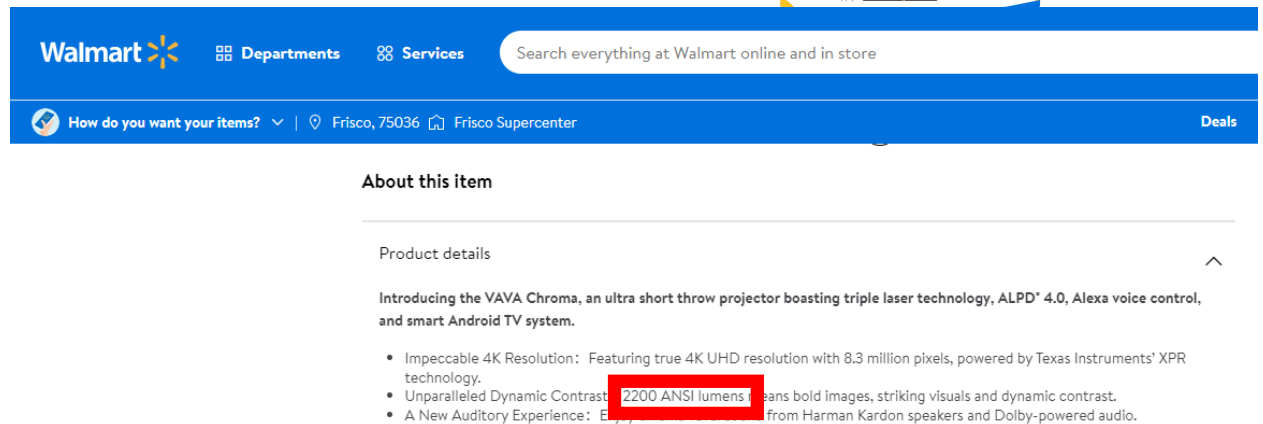 Walmart Departments Services Search everything at Walmart online and in store
How do you want your items? | Frisco, 75036 Frisco Supercenter Deals
About this item
Product details
Introducing the VAVA Chroma, an ultra short throw projector boasting triple laser technology, ALPD® 4.0, Alexa voice control,
and smart Android TV system.
• Impeccable 4K Resolution: Featuring true 4K UHD resolution with 8.3 million pixels, powered by Texas Instruments' XPR
technology.
• Unparalleled Dynamic Contrast 2200 ANSI lumens eans bold images, striking visuals and dynamic contrast.
• A New Auditory Experience: from Harman Kardon speakers and Dolby-powered audio.